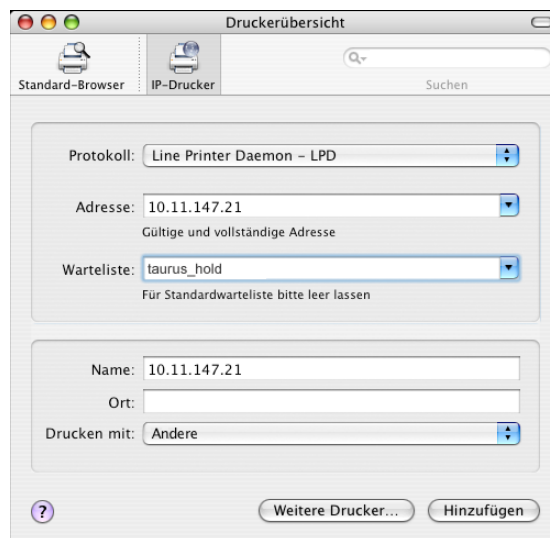 Druckerübersicht
Standard-Browser
IP-Drucker
Suchen
Protokoll: Line Printer Daemon – LPD
Adresse: 10.11.147.21
Gültige und vollständige Adresse
Warteliste: taurus_hold
Für Standardwarteliste bitte leer lassen
Name: 10.11.147.21
Ort:
Drucken mit: Andere
?
Weitere Drucker...
Hinzufügen